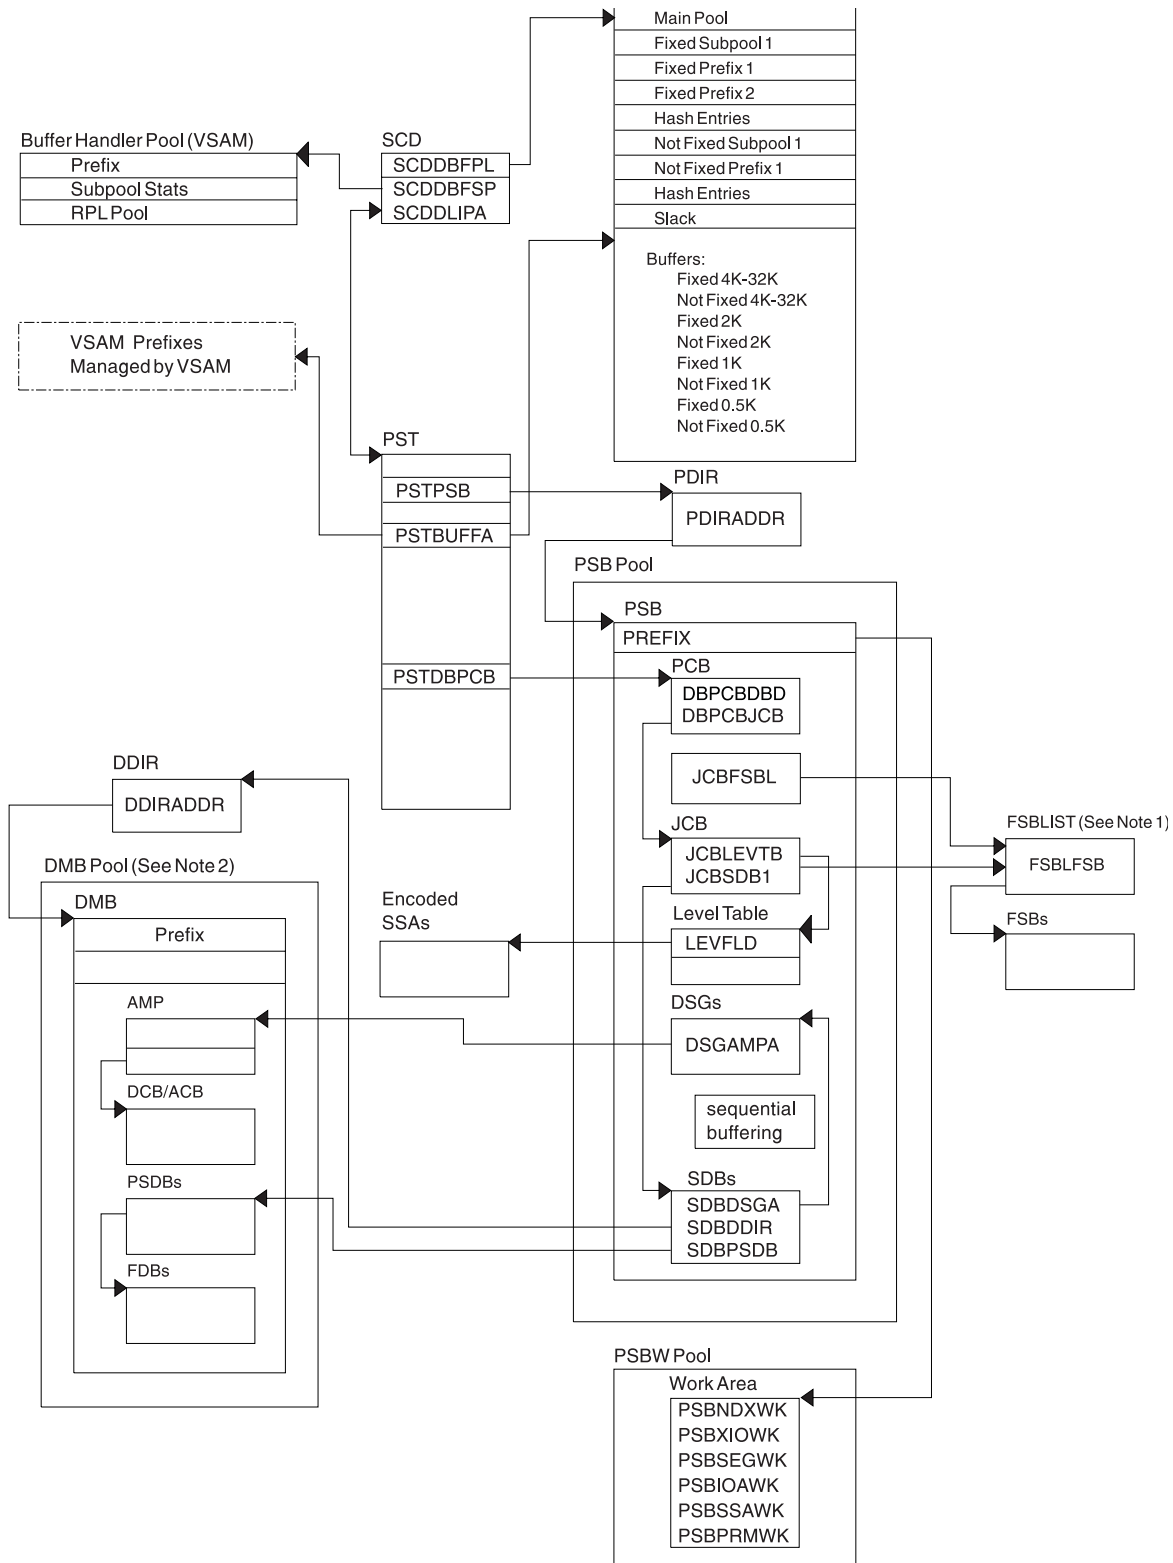 Main Pool
Fixed Subpool 1
Fixed Prefix 1
Fixed Prefix 2
Hash Entries
Not Fixed Subpool 1
Not Fixed Prefix 1
Hash Entries
Slack
Buffers:
Fixed 4K-32K
Not Fixed 4K-32K
Fixed 2K
Not Fixed 2K
Fixed 1K
Not Fixed 1K
Fixed 0.5K
Not Fixed 0.5K
Buffer Handler Pool (VSAM)
Prefix
Subpool Stats
RPL Pool
SCD
SCDDBFPL
SCDDBFSP
SCDDLIPA
VSAM Prefixes
Managed by VSAM
PST
PSTPSB
PSTBUFFA
PSTDBPCB
PDIR
PDIRADDR
PSB Pool
PSB
PREFIX
PCB
DBPCBDBD
DBPCBJCB
JCBFSBL
JCB
JCBLEVTB
JCBSDB1
Level Table
LEVFLD
DSGs
DSGAMPA
sequential
buffering
SDBs
SDBDSGA
SDBDDIR
SDBPSDB
FSBLIST (See Note 1)
FSBLFSB
FSBs
Encoded
SSAs
DDIR
DDIRADDR
DMB Pool (See Note 2)
DMB
Prefix
AMP
DCB/ACB
PSDBs
FDBs
PSBW Pool
Work Area
PSBNDXWK
PSBXIOWK
PSBSEGWK
PSBIOAWK
PSBSSAWK
PSBPRMWK